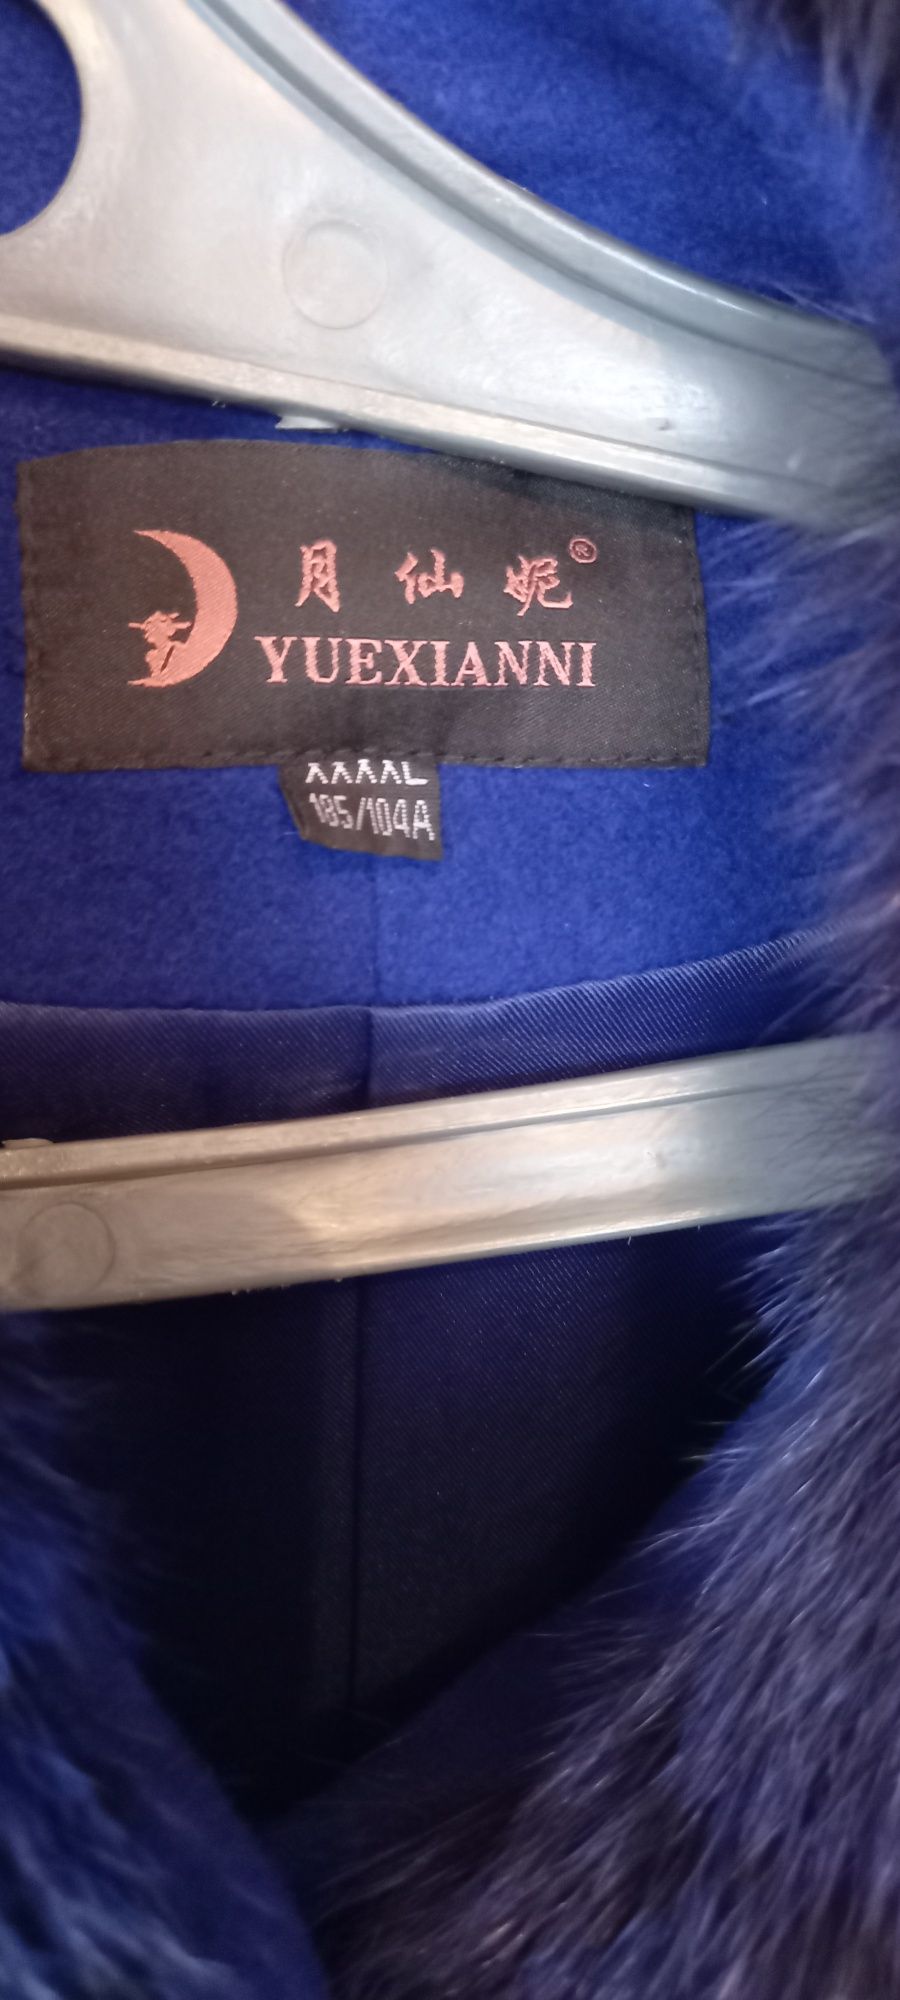 月仙妮®
YUEXIANNI
XXXXL
185/104A